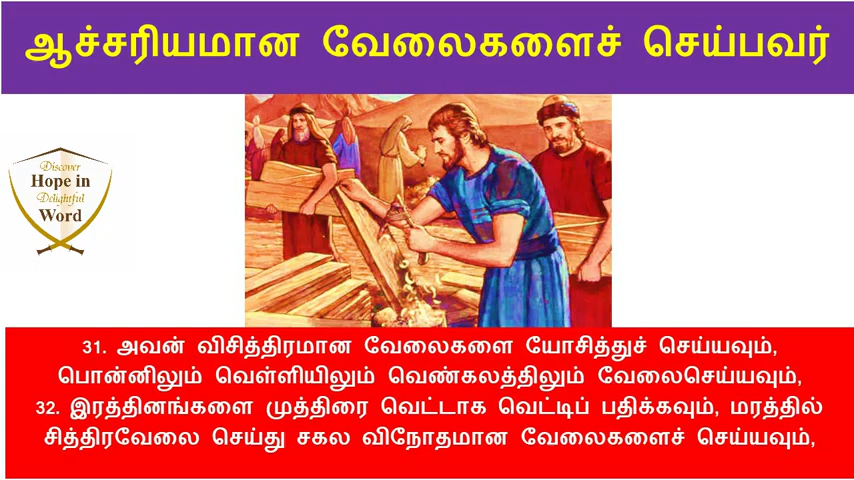 ஆச்சரியமான வேலைகளைச் செய்பவர்
Discover
Hope in
Delightful
Word
31. அவன் விசித்திரமான வேலைகளை யோசித்துச் செய்யவும்,
பொன்னிலும் வெள்ளியிலும் வெண்கலத்திலும் வேலைசெய்யவும்,
32. இரத்தினங்களை முத்திரை வெட்டாக வெட்டிப் பதிக்கவும், மரத்தில்
சித்திரவேலை செய்து சகல விநோதமான வேலைகளைச் செய்யவும்,